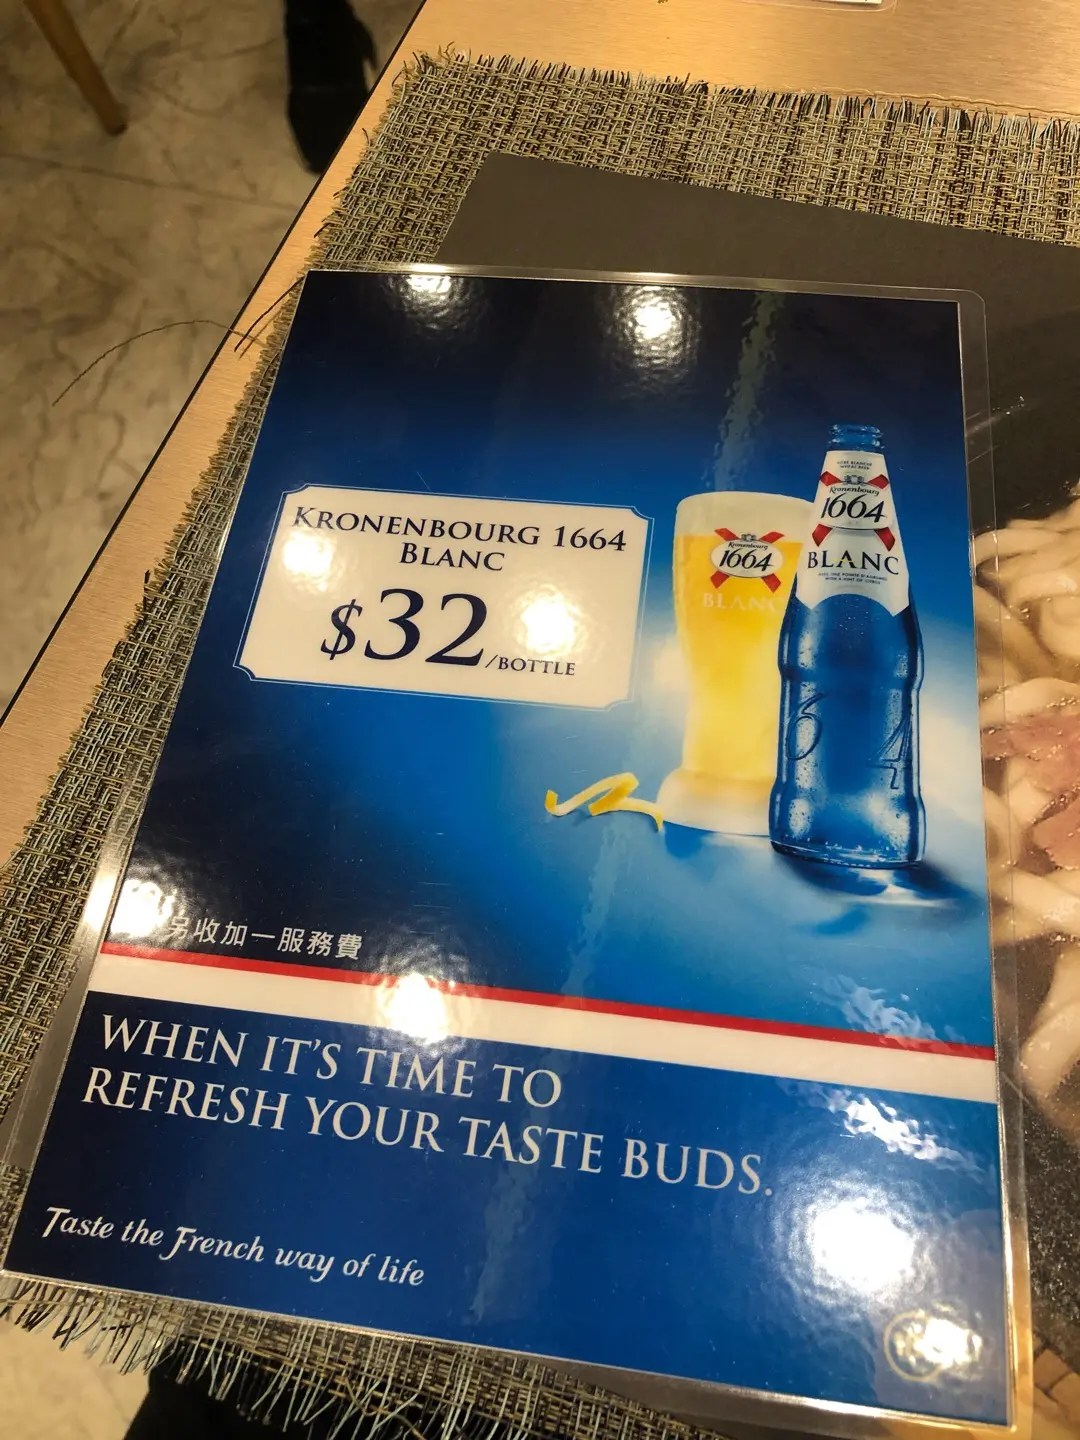 KRONENBOURG 1664
BLANC
$32/BOTTLE
Kronenbourg
1664
BLANC
Kronenbourg
1664
BLANC
64
另收加一服務費
WHEN IT'S TIME TO
REFRESH YOUR TASTE BUDS.
Taste the French way of life